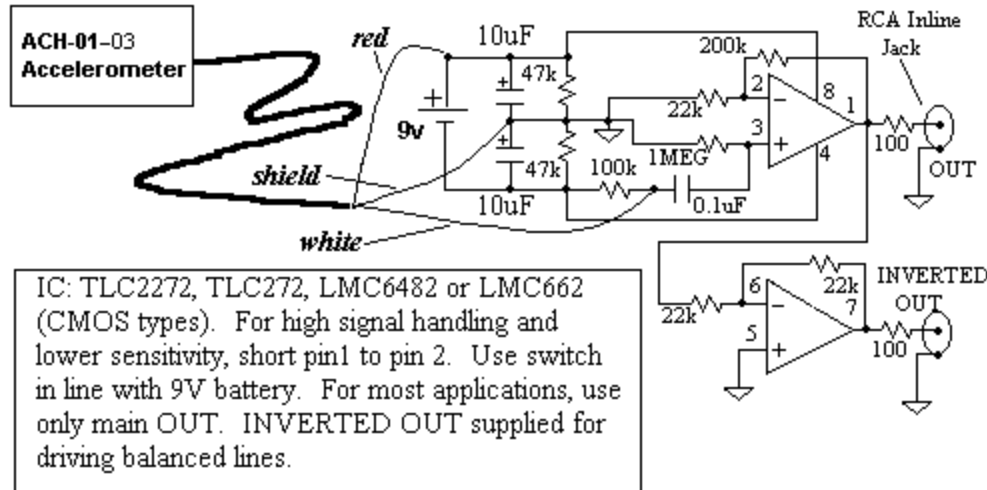 ACH-01-03
Accelerometer
red
10uF
47k
+
9v
+
+
shield
47k
10uF
white
200k
22k
2
8
1
3
4
1MEG
100k
0.1uF
100
RCA Inline
Jack
OUT
22k
6
22k
7
5
100
INVERTED
OUT
IC: TLC2272, TLC272, LMC6482 or LMC662
(CMOS types).  For high signal handling and
lower sensitivity, short pin1 to pin 2.  Use switch
in line with 9V battery.  For most applications, use
only main OUT.  INVERTED OUT supplied for
driving balanced lines.